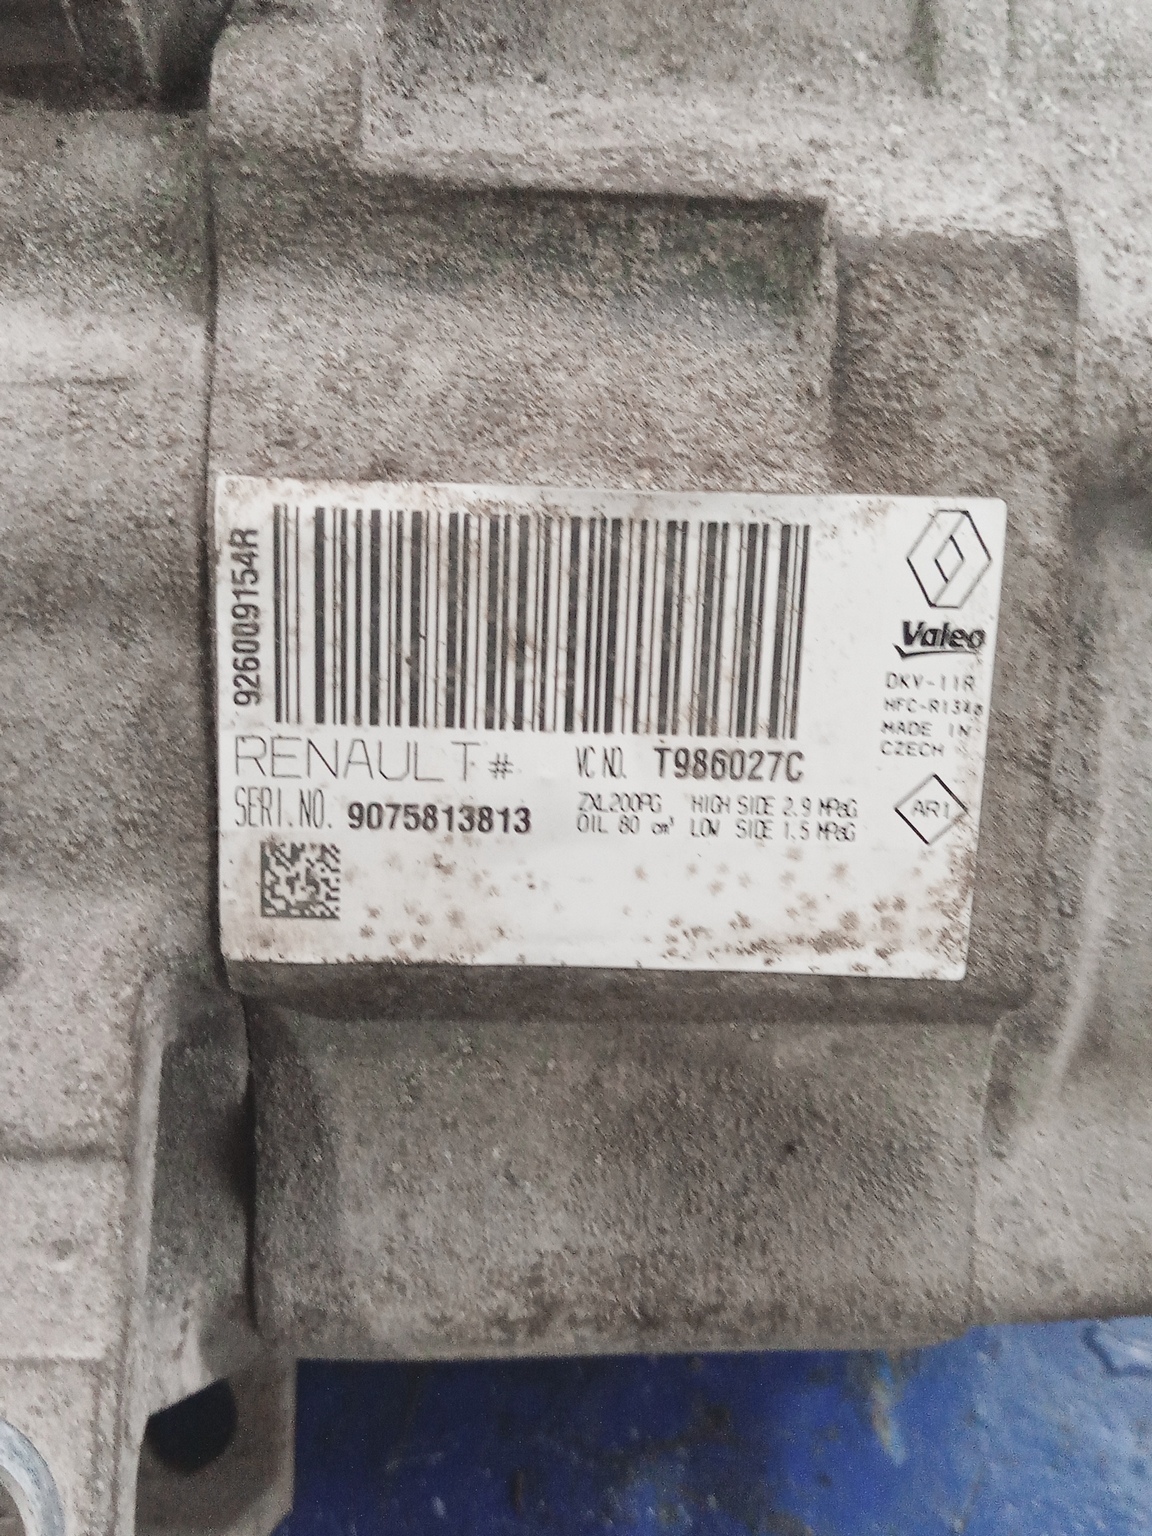 926009154R
RENAULT # VC NO. T986027C
SERI.NO. 9075813813
ZXL200PG HIGH SIDE 2.9 MPaG
OIL 80 cm³ LOW SIDE 1.5 MPaG
Valeo
DKV-11R
HFC-R134a
MADE IN
CZECH
AR1